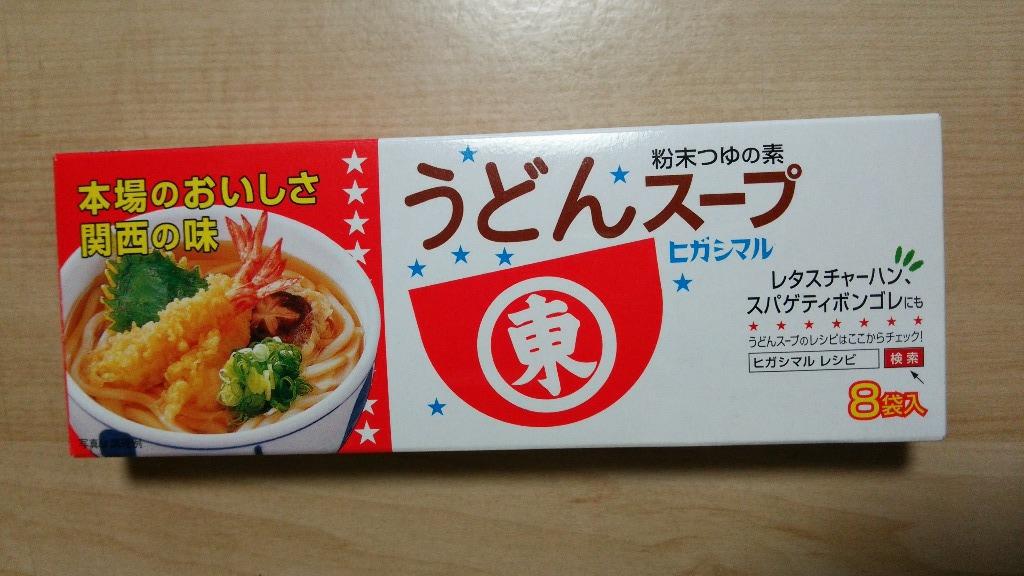 本場のおいしさ
関西の味
粉末つゆの素
うどんスープ
ヒガシマル
東
レタスチャーハン、
スパゲティボンゴレにも
うどんスープのレシピはここからチェック!
ヒガシマル レシピ 検索
8袋入
写真